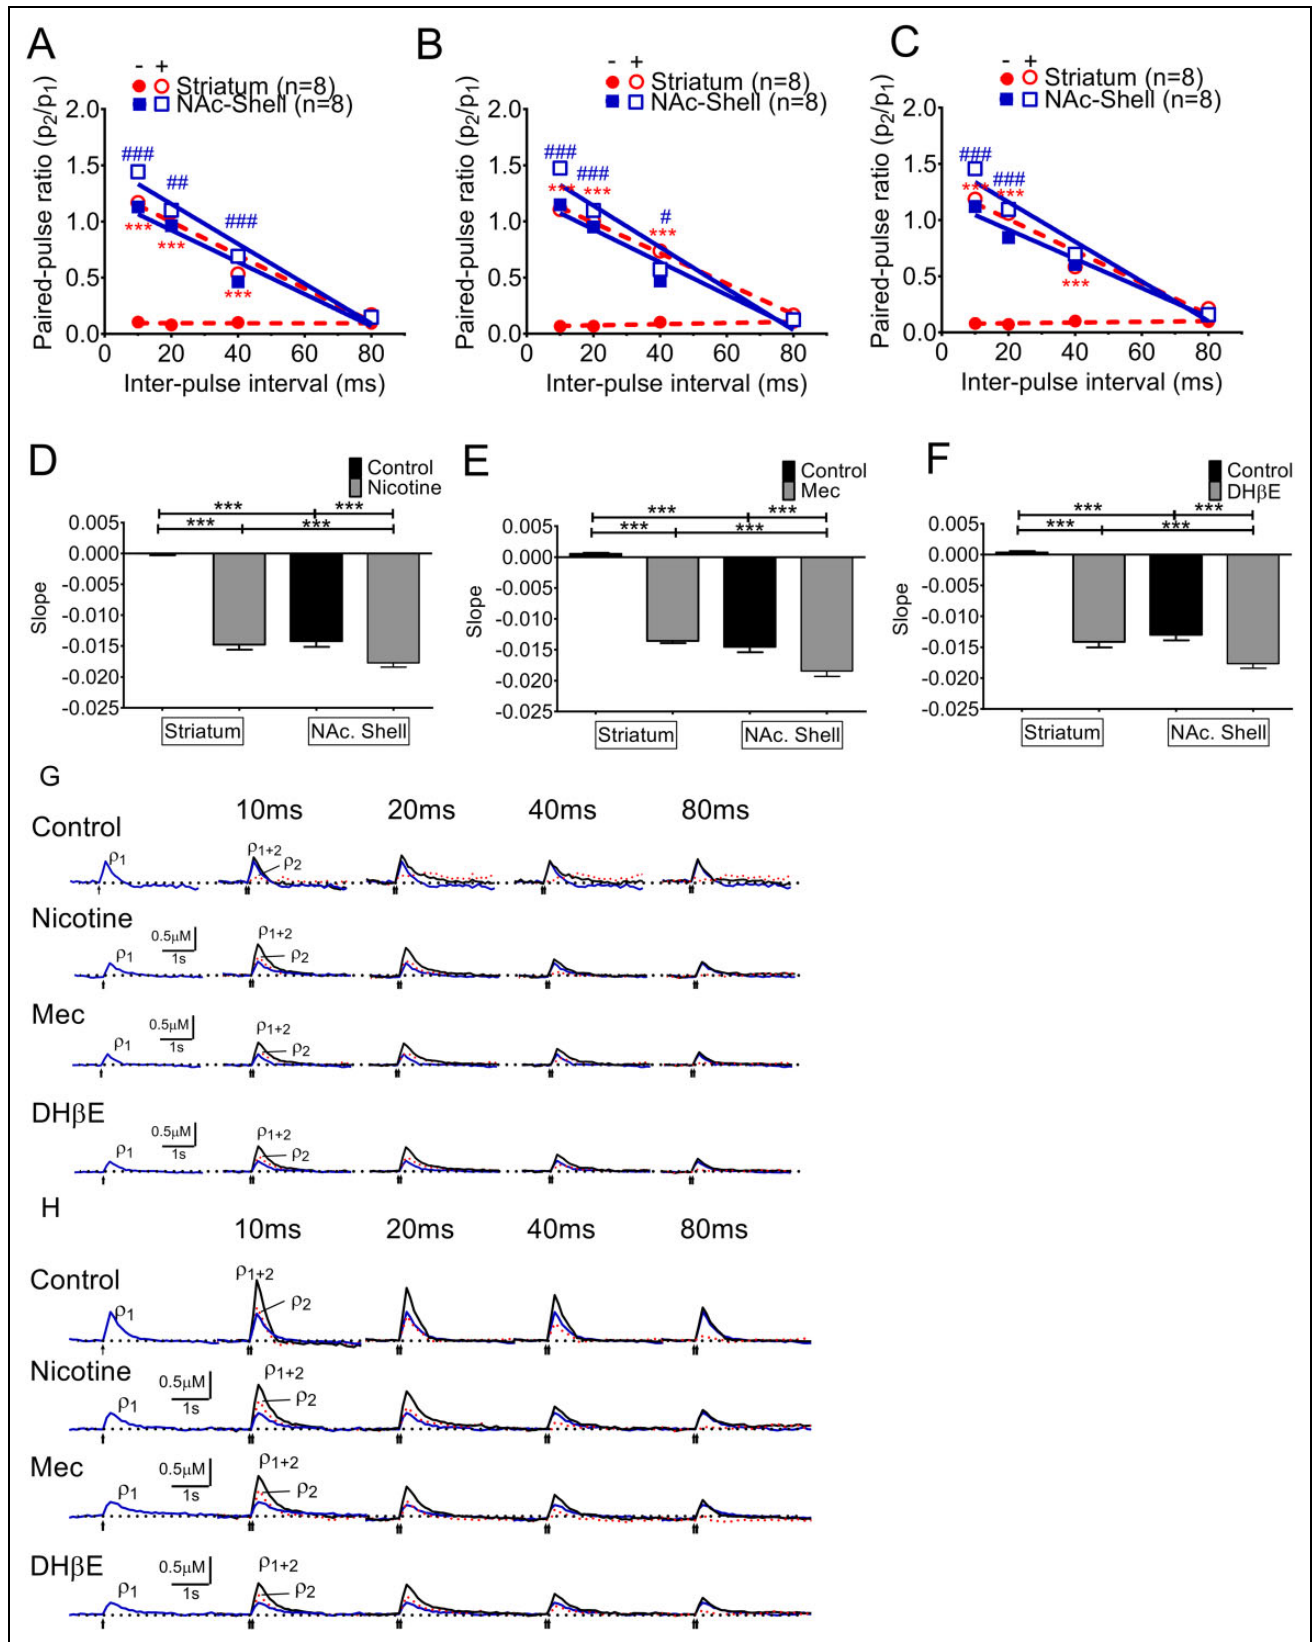 A
- +
Striatum (n=8)
NAc-Shell (n=8)
Paired-pulse ratio (p2/p1)
2.0
1.5
1.0
0.5
0.0
###
##
###
***
***
***
0 20 40 60 80 100
Inter-pulse interval (ms)
B
- +
Striatum (n=8)
NAc-Shell (n=8)
Paired-pulse ratio (p2/p1)
2.0
1.5
1.0
0.5
0.0
###
###
#
***
***
***
0 20 40 60 80 100
Inter-pulse interval (ms)
C
- +
Striatum (n=8)
NAc-Shell (n=8)
Paired-pulse ratio (p2/p1)
2.0
1.5
1.0
0.5
0.0
###
###
***
***
***
0 20 40 60 80 100
Inter-pulse interval (ms)
D
Control
Nicotine
*** ***
*** ***
Slope
0.005
0.000
-0.005
-0.010
-0.015
-0.020
-0.025
Striatum NAc. Shell
E
Control
Mec
*** ***
*** ***
Slope
0.005
0.000
-0.005
-0.010
-0.015
-0.020
-0.025
Striatum NAc. Shell
F
Control
DHβE
*** ***
*** ***
Slope
0.005
0.000
-0.005
-0.010
-0.015
-0.020
-0.025
Striatum NAc. Shell
G
10ms 20ms 40ms 80ms
Control
ρ1 ρ1+2 ρ2
Nicotine
ρ1 0.5μM 1s ρ1+2 ρ2
Mec
ρ1 0.5μM 1s ρ1+2 ρ2
DHβE
ρ1 0.5μM 1s ρ1+2 ρ2
H
10ms 20ms 40ms 80ms
Control
ρ1 ρ1+2 ρ2
Nicotine
ρ1 0.5μM 1s ρ1+2 ρ2
Mec
ρ1 0.5μM 1s ρ1+2 ρ2
DHβE
ρ1 0.5μM 1s ρ1+2 ρ2